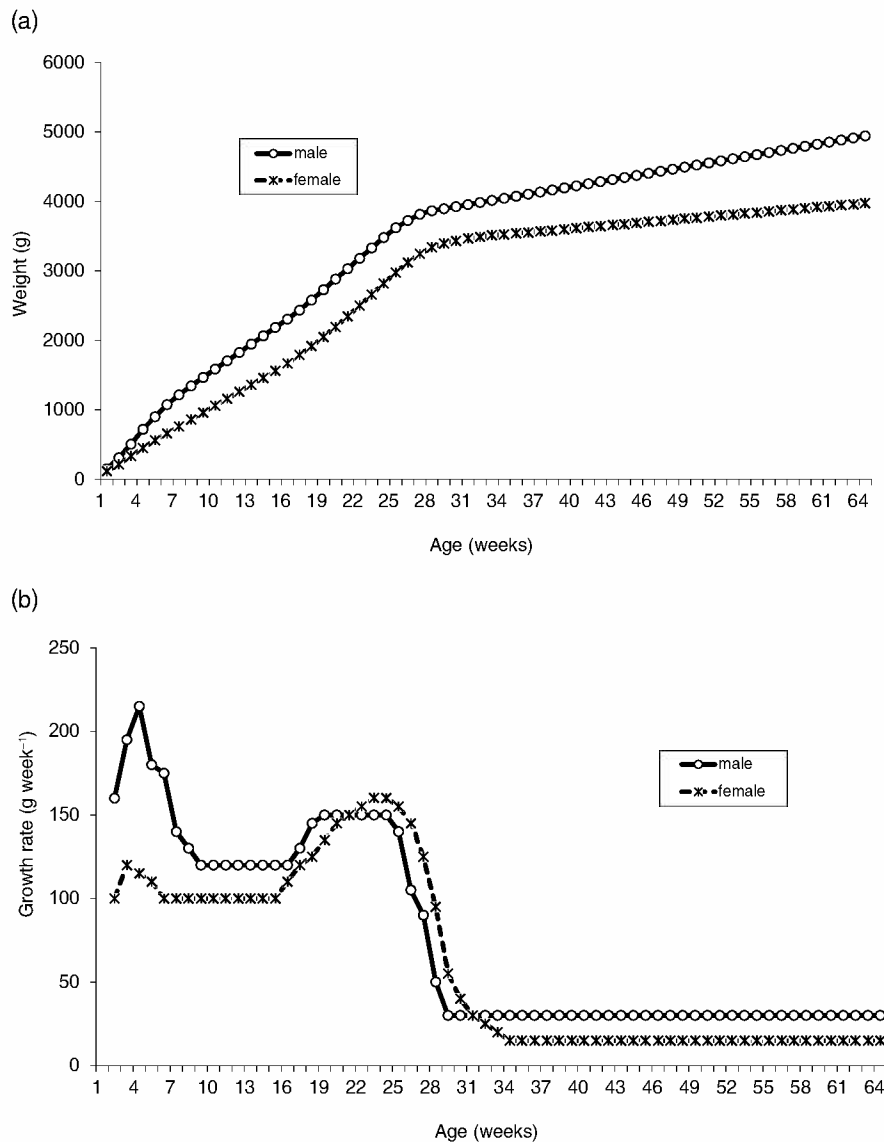 (a)
6000
5000
4000
3000
2000
1000
0
Weight (g)
male
female
1 4 7 10 13 16 19 22 25 28 31 34 37 40 43 46 49 52 55 58 61 64
Age (weeks)
(b)
250
200
150
100
50
0
Growth rate (g week⁻¹)
male
female
1 4 7 10 13 16 19 22 25 28 31 34 37 40 43 46 49 52 55 58 61 64
Age (weeks)